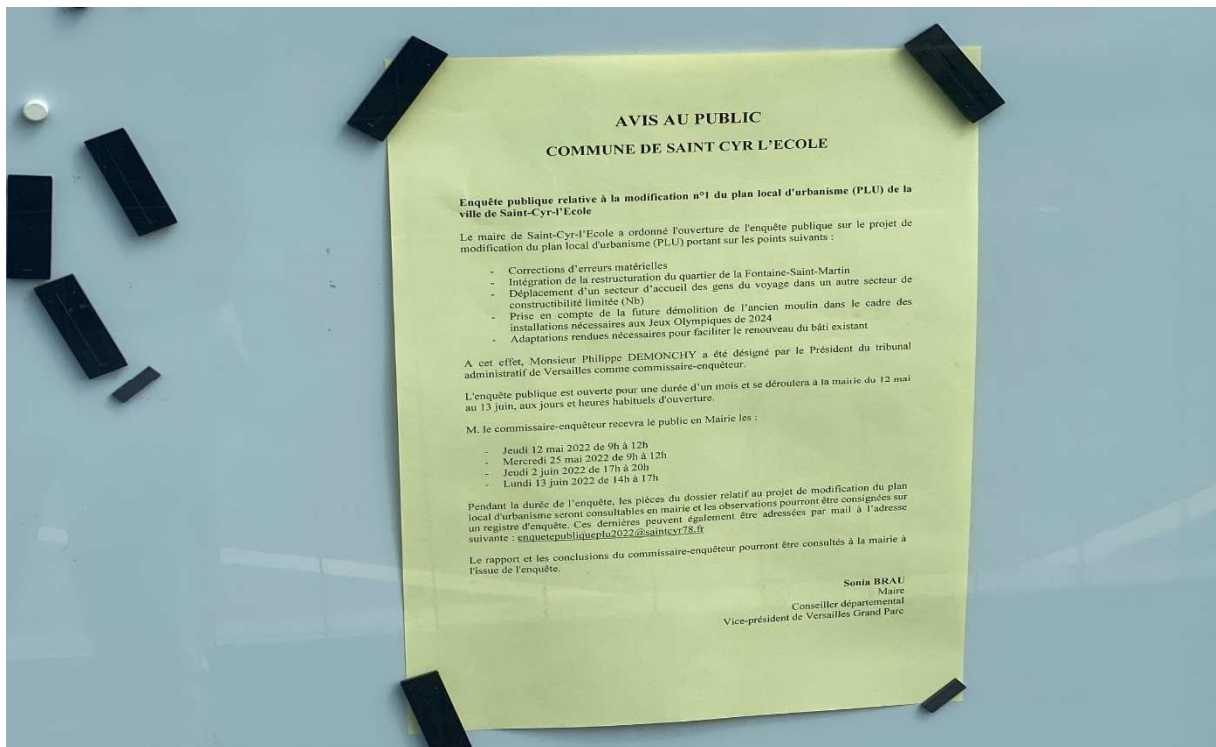 AVIS AU PUBLIC
COMMUNE DE SAINT CYR L'ECOLE
Enquête publique relative à la modification n°1 du plan local d'urbanisme (PLU) de la
ville de Saint-Cyr-l'Ecole
Le maire de Saint-Cyr-l'Ecole a ordonné l'ouverture de l'enquête publique sur le projet de
modification du plan local d'urbanisme (PLU) portant sur les points suivants :
- Corrections d'erreurs matérielles
- Intégration de la restructuration du quartier de la Fontaine-Saint-Martin
- Déplacement d'un secteur d'accueil des gens du voyage dans un autre secteur de
constructibilité limitée (Nb)
- Prise en compte de la future démolition de l'ancien moulin dans le cadre des
installations nécessaires aux Jeux Olympiques de 2024
- Adaptations rendues nécessaires pour faciliter le renouveau du bâti existant
A cet effet, Monsieur Philippe DEMONCHY a été désigné par le Président du tribunal
administratif de Versailles comme commissaire-enquêteur.
L'enquête publique est ouverte pour une durée d'un mois et se déroulera à la mairie du 12 mai
au 13 juin, aux jours et heures habituels d'ouverture.
M. le commissaire-enquêteur recevra le public en Mairie les :
- Jeudi 12 mai 2022 de 9h à 12h
- Mercredi 25 mai 2022 de 9h à 12h
- Jeudi 2 juin 2022 de 17h à 20h
- Lundi 13 juin 2022 de 14h à 17h
Pendant la durée de l'enquête, les pièces du dossier relatif au projet de modification du plan
local d'urbanisme seront consultables en mairie et les observations pourront être consignées sur
un registre d'enquête. Ces dernières peuvent également être adressées par mail à l'adresse
suivante : enquetepubliqueplu2022@saintcyr78.fr
Le rapport et les conclusions du commissaire-enquêteur pourront être consultés à la mairie à
l'issue de l'enquête.
Sonia BRAU
Maire
Conseiller départemental
Vice-président de Versailles Grand Parc